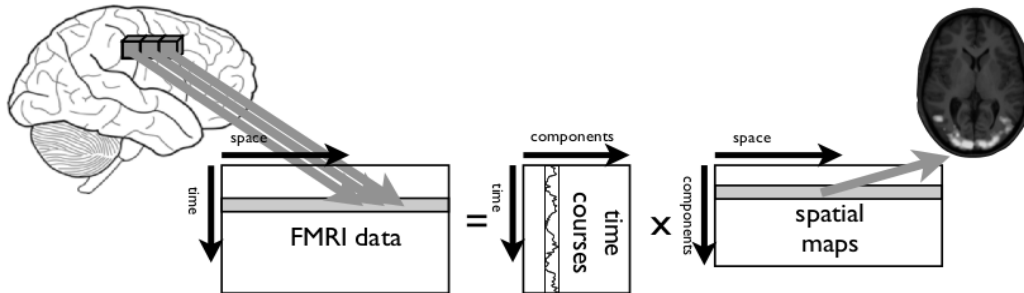 space
time
FMRI data
=
components
time
time
courses
x
space
components
spatial
maps